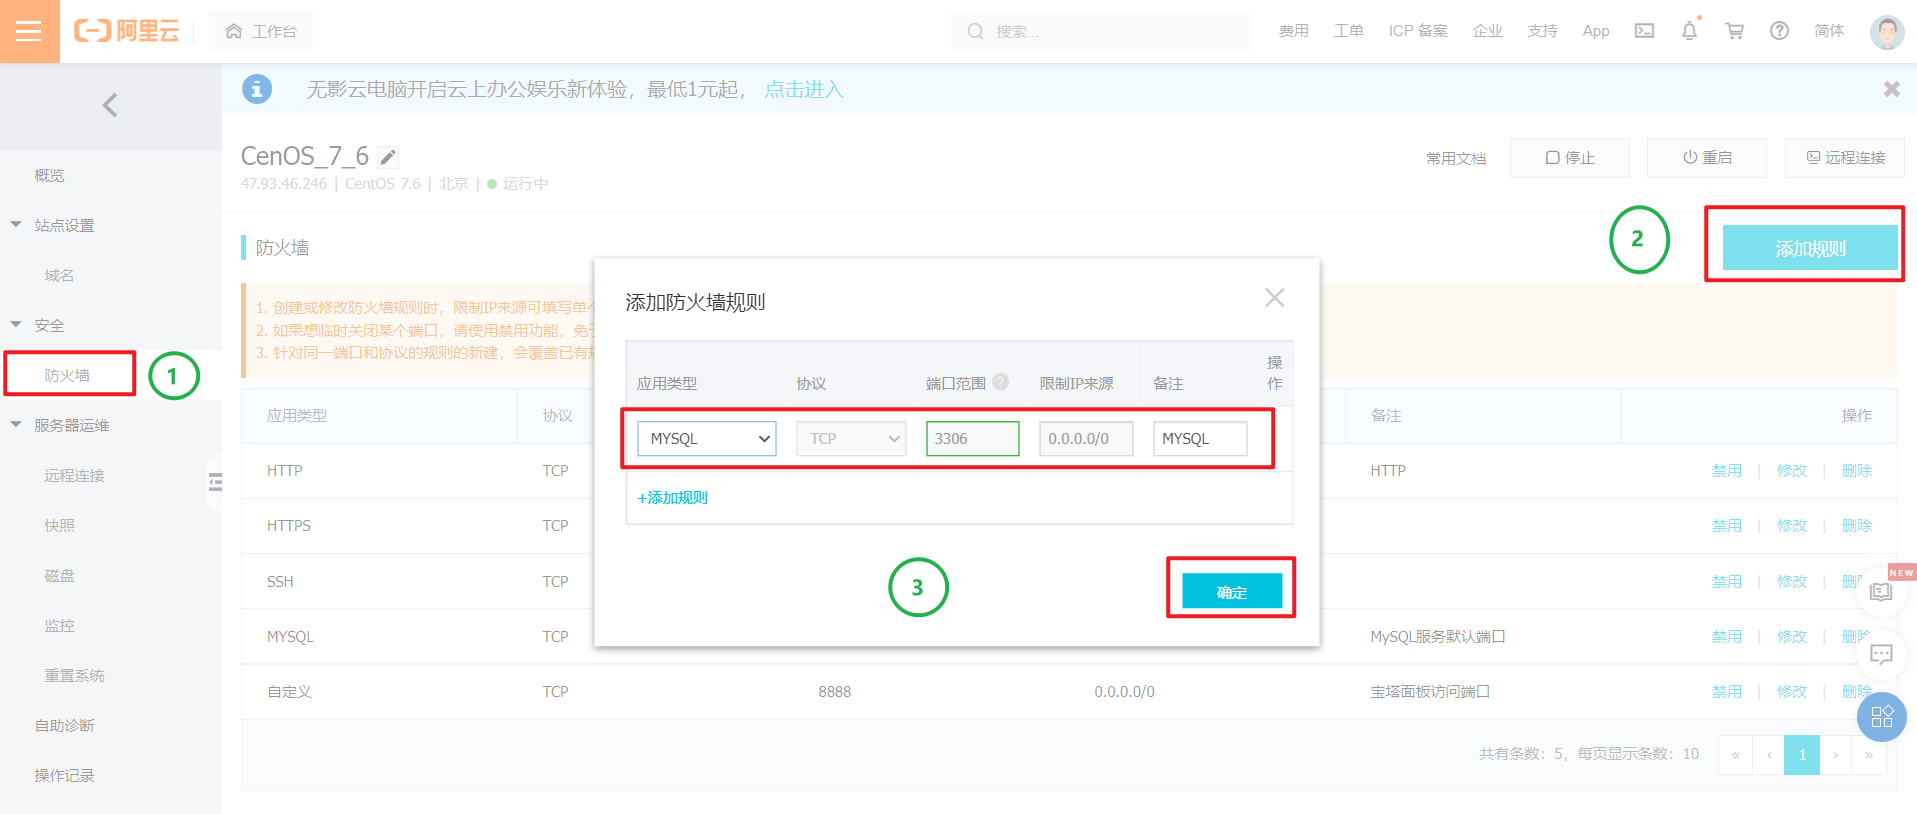 阿里云
工作台
搜索...
费用
工单
ICP 备案
企业
支持
App
简体
无影云电脑开启云上办公娱乐新体验，最低1元起， 点击进入
CenOS_7_6
47.93.46.246 | CentOS 7.6 | 北京 | 运行中
常用文档
停止
重启
远程连接
概览
站点设置
域名
安全
防火墙
1
服务器运维
远程连接
快照
磁盘
监控
重置系统
自助诊断
操作记录
防火墙
2
添加规则
1. 创建或修改防火墙规则时，限制IP来源可填写单个
2. 如果想临时关闭某个端口，请使用禁用功能，免于
3. 针对同一端口和协议的规则的新建，会覆盖已有规
应用类型 协议 备注 操作
HTTP TCP HTTP 禁用 | 修改 | 删除
HTTPS TCP 禁用 | 修改 | 删除
SSH TCP 禁用 | 修改 | 删除
MYSQL TCP MySQL服务默认端口 禁用 | 修改 | 删除
自定义 TCP 8888 0.0.0.0/0 宝塔面板访问端口 禁用 | 修改 | 删除
共有条数：5，每页显示条数：10 « ‹ 1 › »
NEW
添加防火墙规则
应用类型 协议 端口范围 ? 限制IP来源 备注 操作
MYSQL TCP 3306 0.0.0.0/0 MYSQL
+添加规则
3
确定